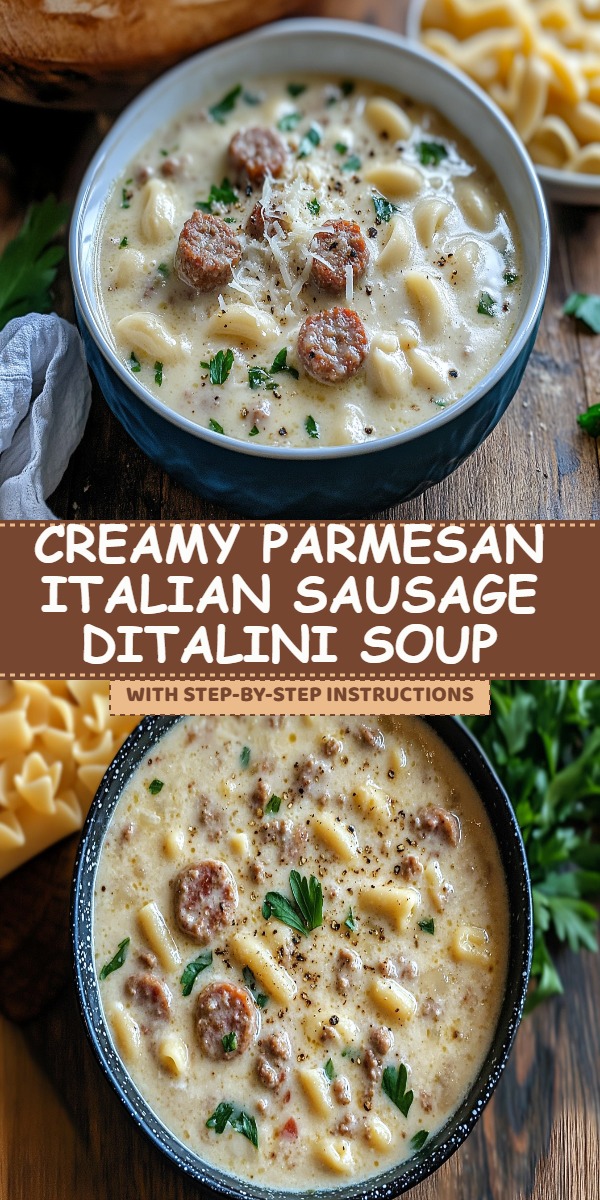 CREAMY PARMESAN
ITALIAN SAUSAGE
DITALINI SOUP
WITH STEP-BY-STEP INSTRUCTIONS